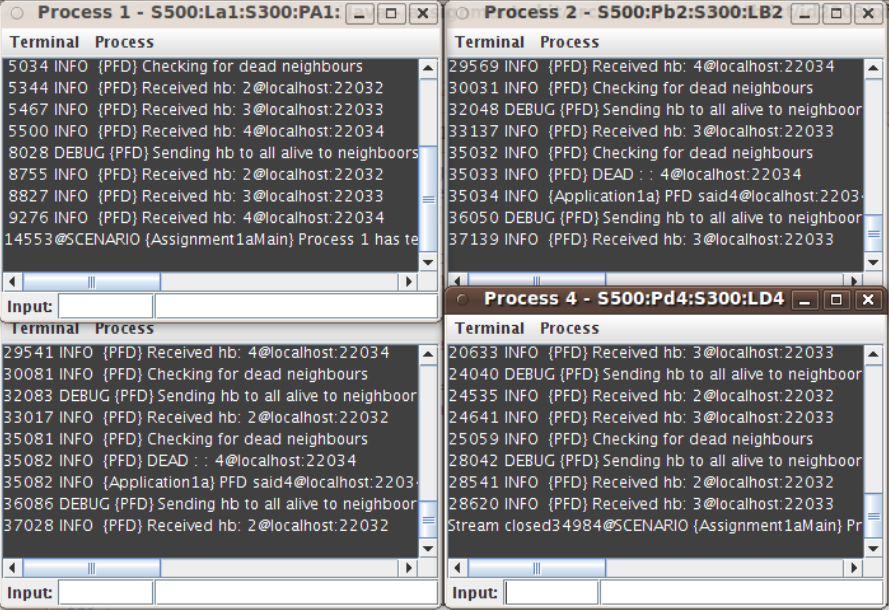 Process 1 - S500:La1:S300:PA1:
Terminal Process
5034 INFO {PFD} Checking for dead neighbours
5344 INFO {PFD} Received hb: 2@localhost:22032
5467 INFO {PFD} Received hb: 3@localhost:22033
5500 INFO {PFD} Received hb: 4@localhost:22034
8028 DEBUG {PFD} Sending hb to all alive to neighboors
8755 INFO {PFD} Received hb: 2@localhost:22032
8827 INFO {PFD} Received hb: 3@localhost:22033
9276 INFO {PFD} Received hb: 4@localhost:22034
14553@SCENARIO {Assignment1aMain} Process 1 has te
Input:
Process 2 - S500:Pb2:S300:LB2
Terminal Process
29569 INFO {PFD} Received hb: 4@localhost:22034
30031 INFO {PFD} Checking for dead neighbours
32048 DEBUG {PFD} Sending hb to all alive to neighboor
33137 INFO {PFD} Received hb: 3@localhost:22033
35032 INFO {PFD} Checking for dead neighbours
35033 INFO {PFD} DEAD : : 4@localhost:22034
35034 INFO {Application1a} PFD said4@localhost:2203
36050 DEBUG {PFD} Sending hb to all alive to neighboor
37139 INFO {PFD} Received hb: 3@localhost:22033
Terminal Process
29541 INFO {PFD} Received hb: 4@localhost:22034
30081 INFO {PFD} Checking for dead neighbours
32083 DEBUG {PFD} Sending hb to all alive to neighboor
33017 INFO {PFD} Received hb: 2@localhost:22032
35081 INFO {PFD} Checking for dead neighbours
35082 INFO {PFD} DEAD : : 4@localhost:22034
35082 INFO {Application1a} PFD said4@localhost:2203
36086 DEBUG {PFD} Sending hb to all alive to neighboor
37028 INFO {PFD} Received hb: 2@localhost:22032
Input:
Process 4 - S500:Pd4:S300:LD4
Terminal Process
20633 INFO {PFD} Received hb: 3@localhost:22033
24040 DEBUG {PFD} Sending hb to all alive to neighboor
24535 INFO {PFD} Received hb: 2@localhost:22032
24641 INFO {PFD} Received hb: 3@localhost:22033
25059 INFO {PFD} Checking for dead neighbours
28042 DEBUG {PFD} Sending hb to all alive to neighboor
28541 INFO {PFD} Received hb: 2@localhost:22032
28620 INFO {PFD} Received hb: 3@localhost:22033
Stream closed34984@SCENARIO {Assignment1aMain} Pr
Input: